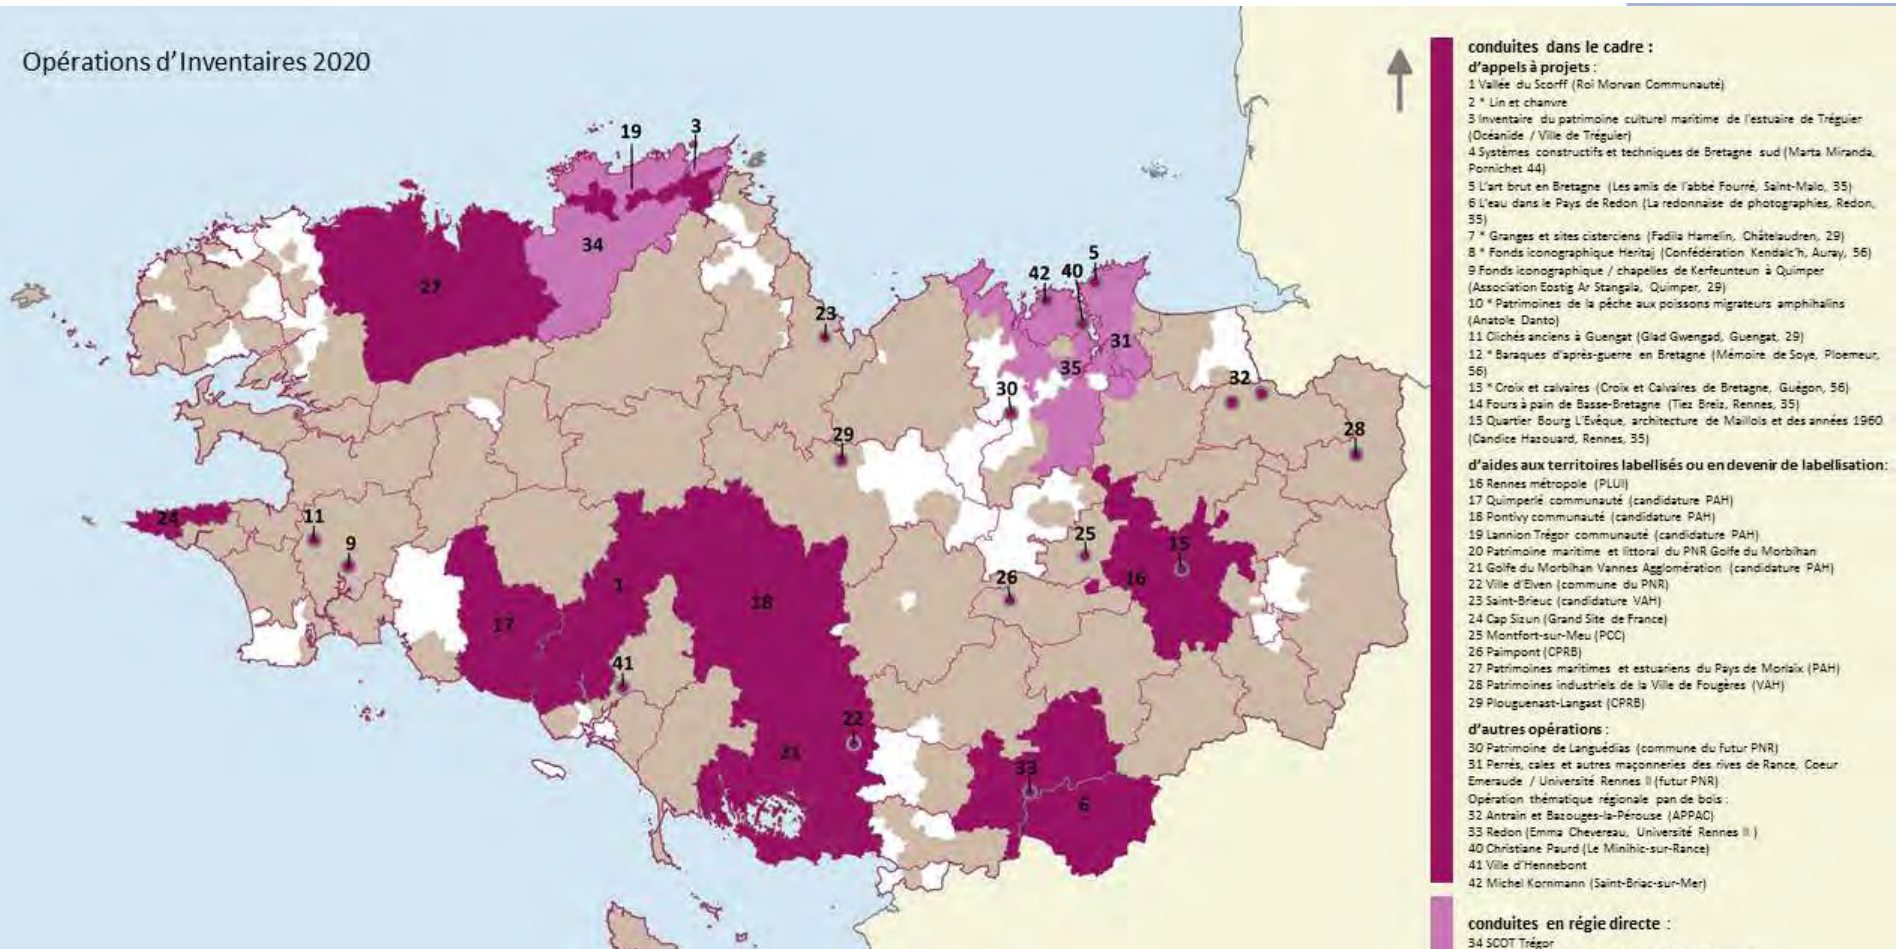 Opérations d'Inventaires 2020
19
3
34
27
42
40
5
23
31
35
30
32
29
28
24
11
9
25
15
26
16
1
18
17
41
22
21
33
6
conduites dans le cadre :
d'appels à projets :
1 Vallée du Scorff (Roi Morvan Communauté)
2 * Lin et chanvre
3 Inventaire du patrimoine culturel maritime de l'estuaire de Tréguier
(Océanide / Ville de Tréguier)
4 Systèmes constructifs et techniques de Bretagne sud (Marta Miranda,
Pornichet 44)
5 L'art brut en Bretagne (Les amis de l'abbé Fourré, Saint-Malo, 35)
6 L'eau dans le Pays de Redon (La redonnaise de photographies, Redon,
35)
7 * Granges et sites cisterciens (Fadila Hamelin, Châtelaudren, 29)
8 * Fonds iconographique Heritaj (Confédération Kendalc'h, Auray, 56)
9 Fonds iconographique / chapelles de Kerfeunteun à Quimper
(Association Eostig Ar Stangala, Quimper, 29)
10 * Patrimoines de la pêche aux poissons migrateurs amphihalins
(Anatole Danto)
11 Clichés anciens à Guengat (Glad Gwengad, Guengat, 29)
12 * Baraques d'après-guerre en Bretagne (Mémoire de Soye, Ploemeur,
56)
13 * Croix et calvaires (Croix et Calvaires de Bretagne, Guégon, 56)
14 Fours à pain de Basse-Bretagne (Tiez Breiz, Rennes, 35)
15 Quartier Bourg L'Evêque, architecture de Maillols et des années 1960
(Candice Hazouard, Rennes, 35)
d'aides aux territoires labellisés ou en devenir de labellisation:
16 Rennes métropole (PLUI)
17 Quimperlé communauté (candidature PAH)
18 Pontivy communauté (candidature PAH)
19 Lannion Trégor communauté (candidature PAH)
20 Patrimoine maritime et littoral du PNR Golfe du Morbihan
21 Golfe du Morbihan Vannes Agglomération (candidature PAH)
22 Ville d'Elven (commune du PNR)
23 Saint-Brieuc (candidature VAH)
24 Cap Sizun (Grand Site de France)
25 Montfort-sur-Meu (PCC)
26 Paimpont (CPRB)
27 Patrimoines maritimes et estuariens du Pays de Morlaix (PAH)
28 Patrimoines industriels de la Ville de Fougères (VAH)
29 Plouguenast-Langast (CPRB)
d'autres opérations :
30 Patrimoine de Languédias (commune du futur PNR)
31 Perrés, cales et autres maçonneries des rives de Rance, Coeur
Emeraude / Université Rennes II (futur PNR)
Opération thématique régionale pan de bois :
32 Antrain et Bazouges-la-Pérouse (APPAC)
33 Redon (Emma Chevereau, Université Rennes II )
40 Christiane Paurd (Le Minihic-sur-Rance)
41 Ville d'Hennebont
42 Michel Kornmann (Saint-Briac-sur-Mer)
conduites en régie directe :
34 SCOT Trégor